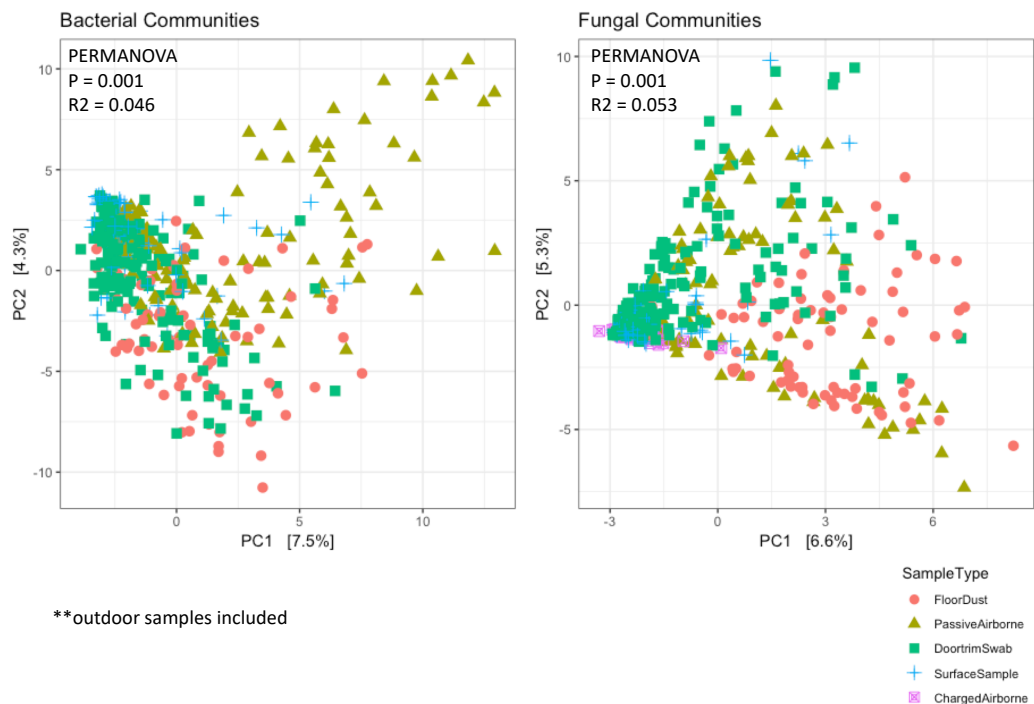 Bacterial Communities
PERMANOVA
P = 0.001
R2 = 0.046
10
5
0
-5
-10
PC2 [4.3%]
0
5
10
PC1 [7.5%]
Fungal Communities
PERMANOVA
P = 0.001
R2 = 0.053
10
5
0
-5
PC2 [5.3%]
-3
0
3
6
PC1 [6.6%]
**outdoor samples included
SampleType
FloorDust
PassiveAirborne
DoortrimSwab
SurfaceSample
ChargedAirborne